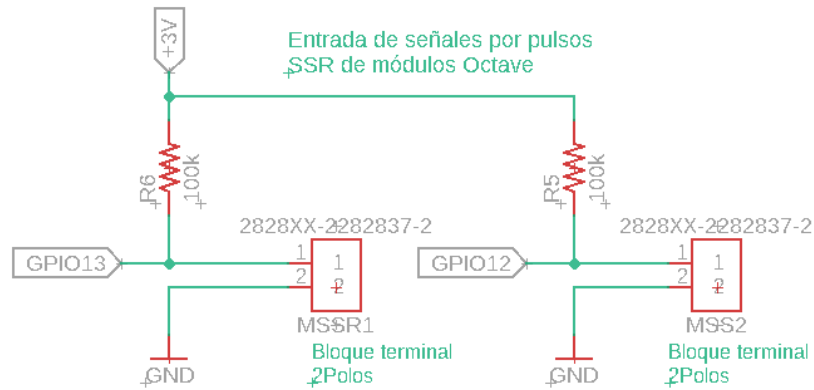 +3V
Entrada de señales por pulsos
SSR de módulos Octave
R6
100k
R5
100k
2828XX-2282837-2
2828XX-2282837-2
GPIO13
1
1
2
2
GPIO12
1
1
2
2
MSSR1
MSS2
Bloque terminal
2Polos
Bloque terminal
2Polos
GND
GND